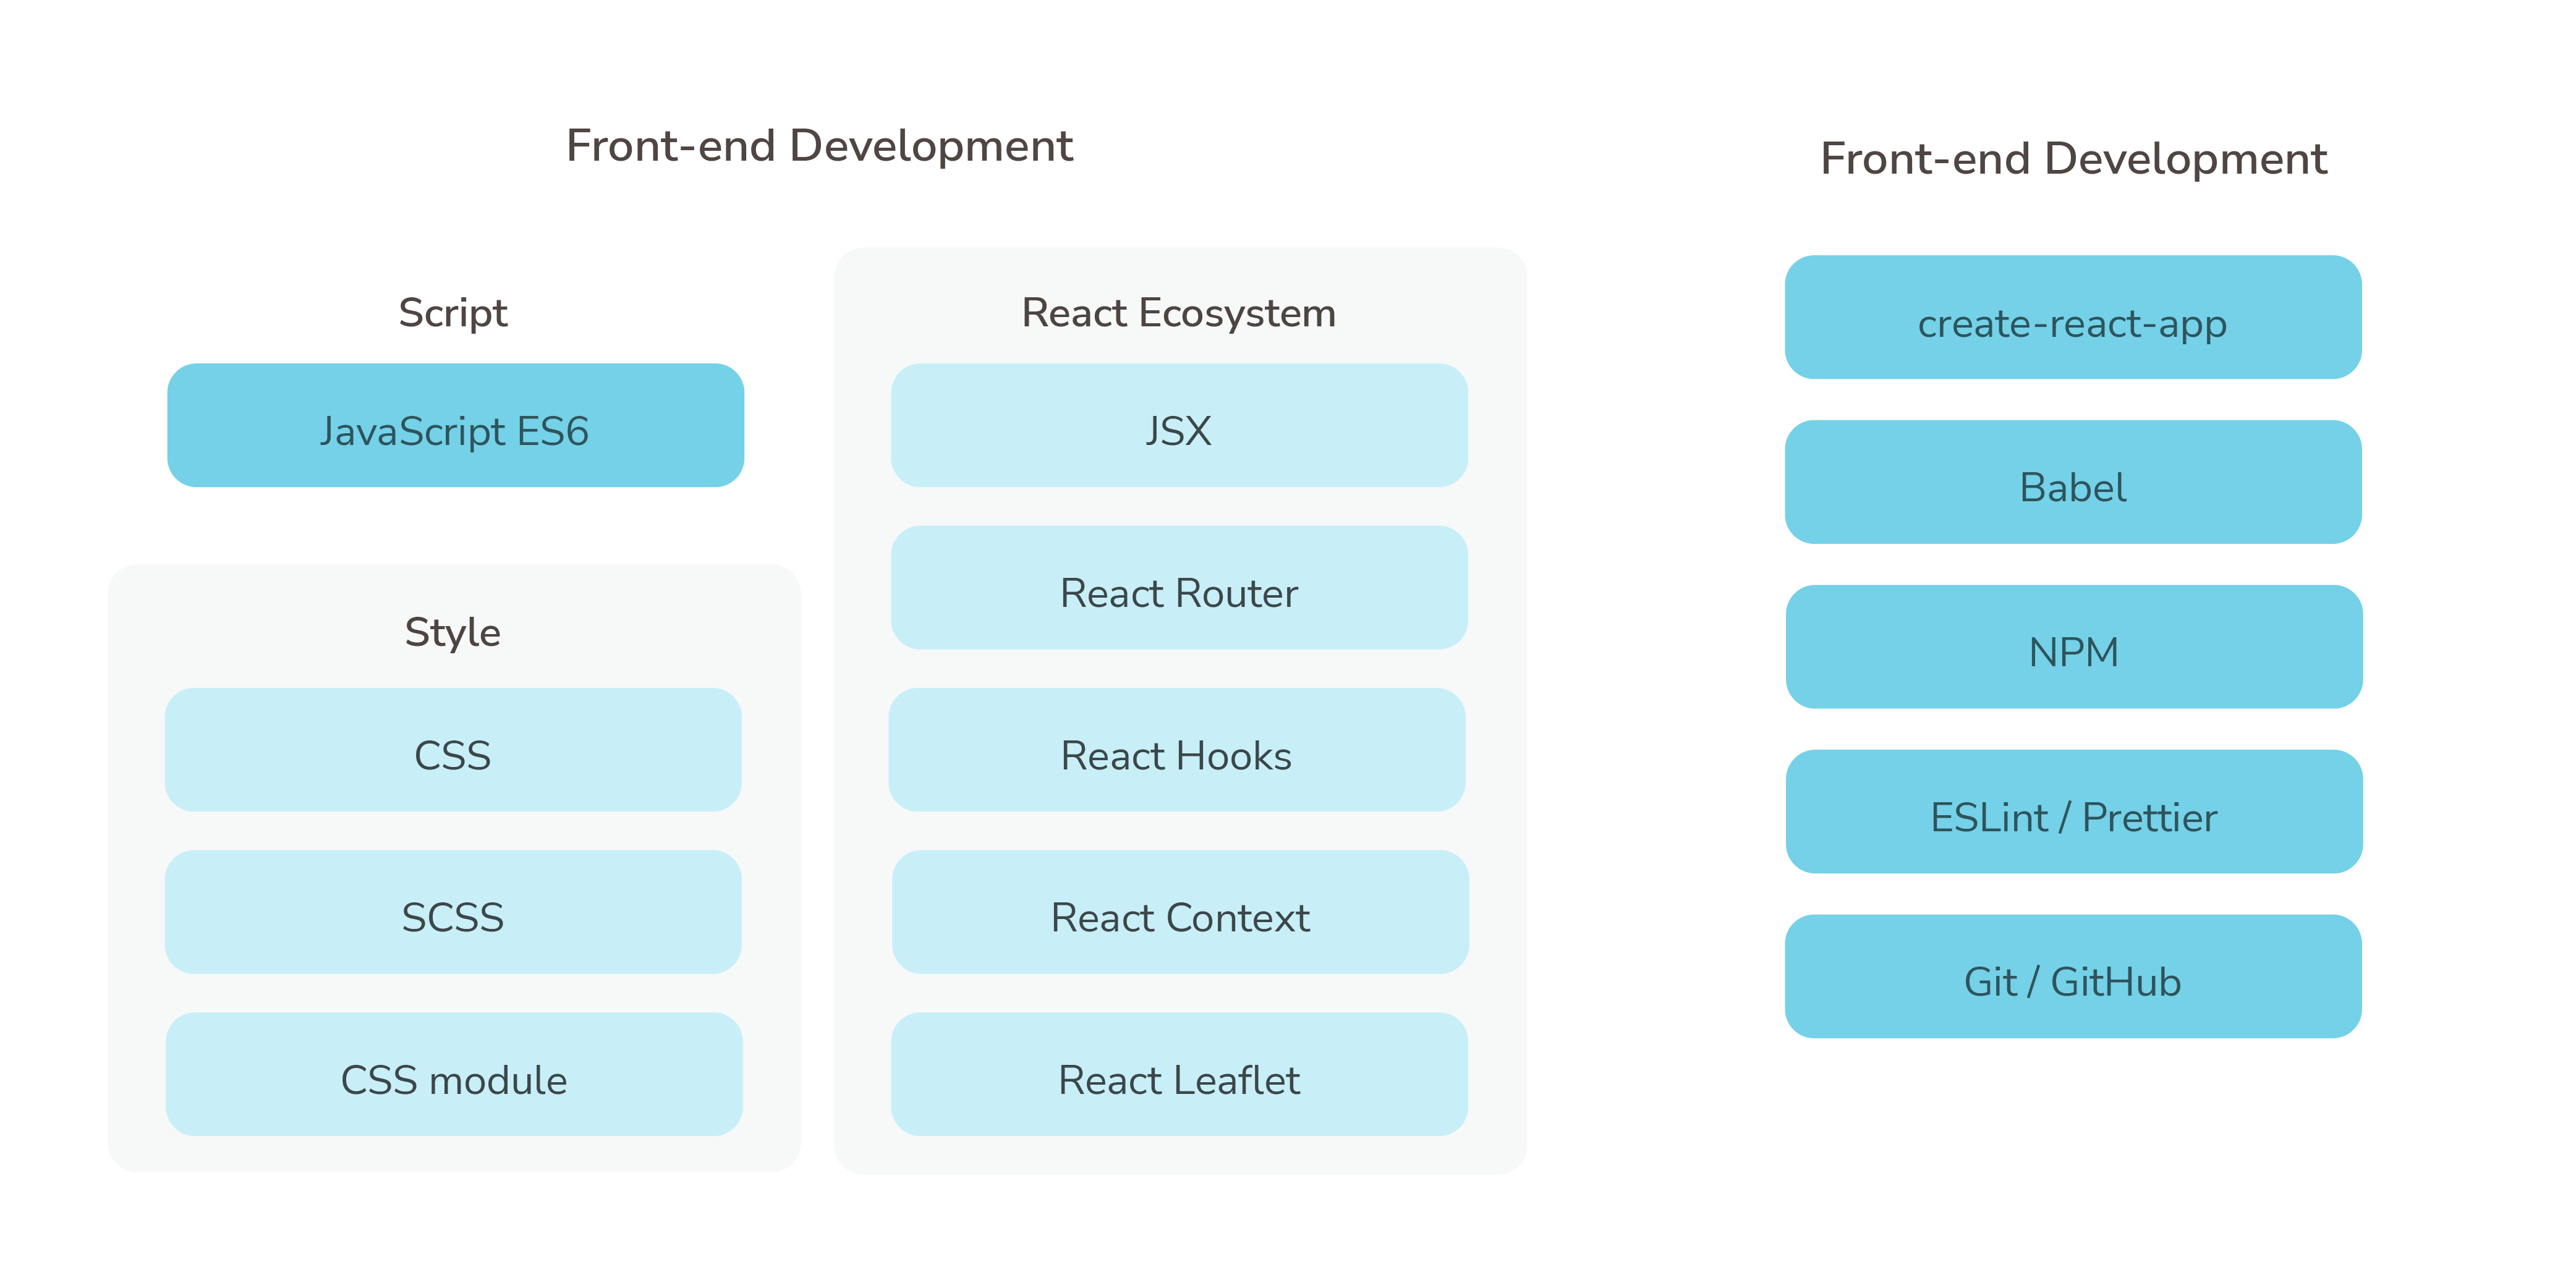 Front-end Development
Script
JavaScript ES6
Style
CSS
SCSS
CSS module
React Ecosystem
JSX
React Router
React Hooks
React Context
React Leaflet
Front-end Development
create-react-app
Babel
NPM
ESLint / Prettier
Git / GitHub